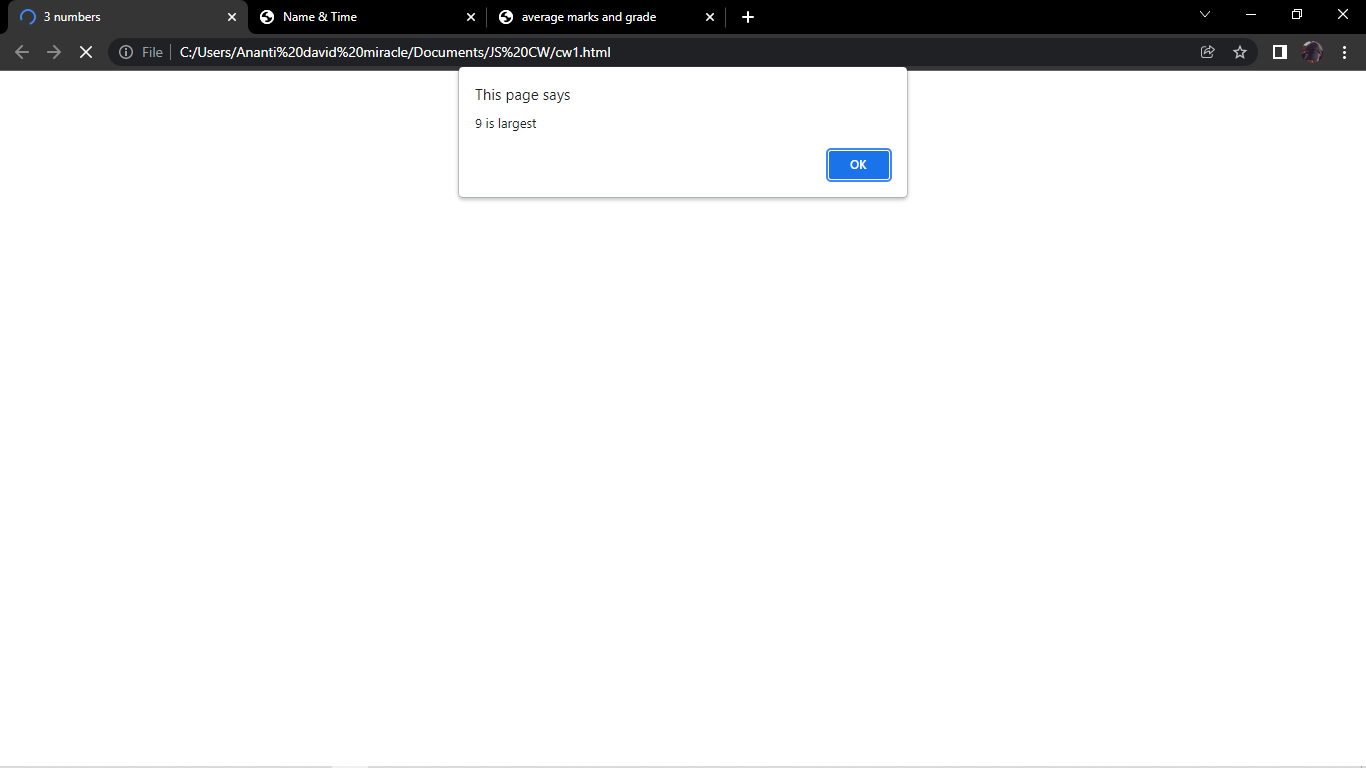 3 numbers
Name & Time
average marks and grade
File
C:/Users/Ananti%20david%20miracle/Documents/JS%20CW/cw1.html
This page says
9 is largest
OK